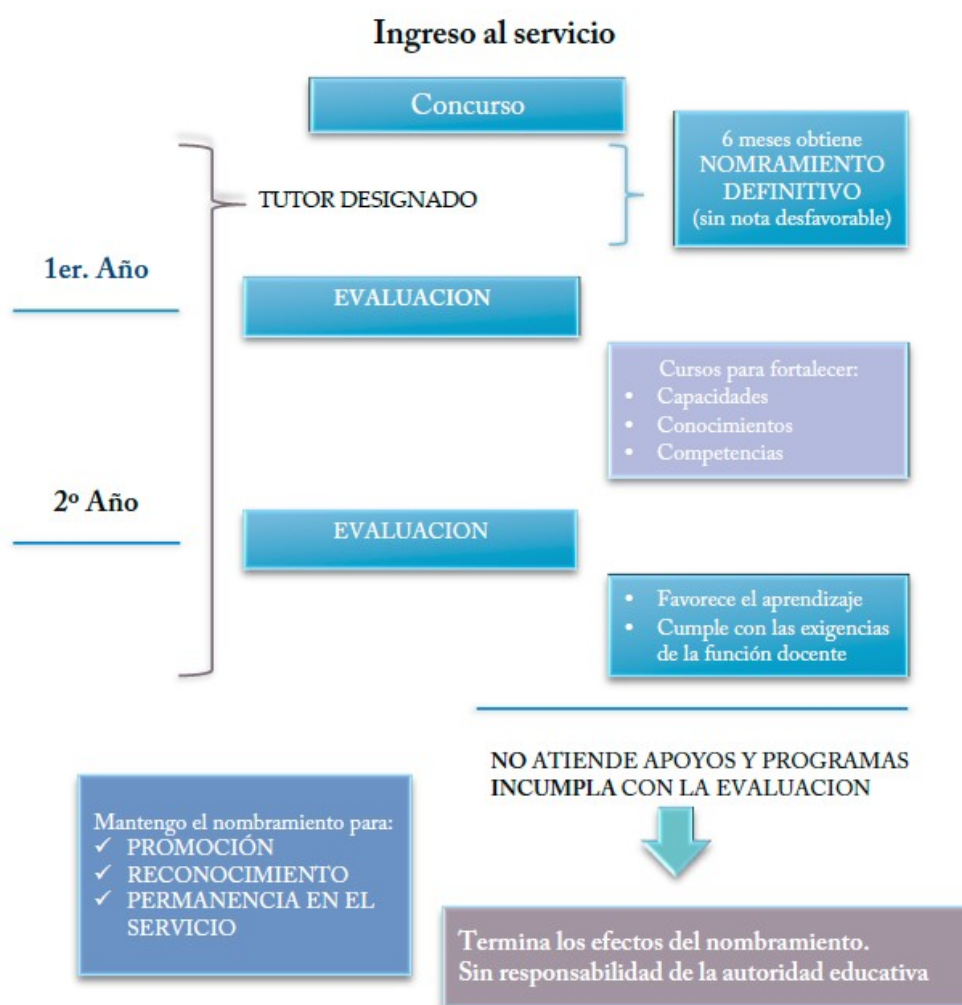 Ingreso al servicio
Concurso
6 meses obtiene
NOMRAMIENTO
DEFINITIVO
(sin nota desfavorable)
TUTOR DESIGNADO
1er. Año
EVALUACION
Cursos para fortalecer:
• Capacidades
• Conocimientos
• Competencias
2º Año
EVALUACION
• Favorece el aprendizaje
• Cumple con las exigencias
de la función docente
NO ATIENDE APOYOS Y PROGRAMAS
INCUMPLA CON LA EVALUACION
Mantengo el nombramiento para:
✓ PROMOCIÓN
✓ RECONOCIMIENTO
✓ PERMANENCIA EN EL
SERVICIO
Termina los efectos del nombramiento.
Sin responsabilidad de la autoridad educativa